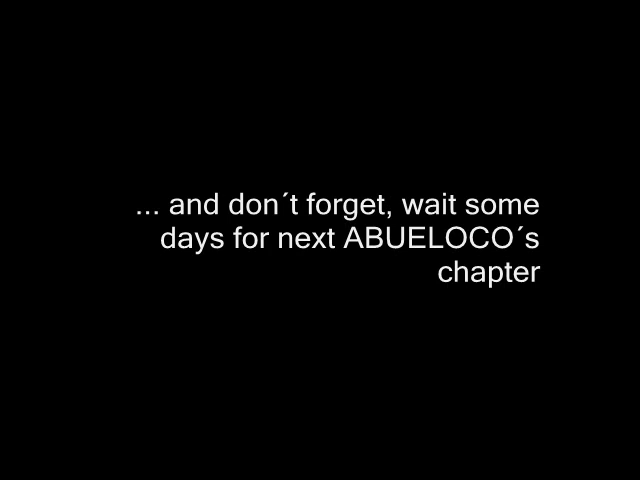 ... and don´t forget, wait some
days for next ABUELOCO´s
chapter